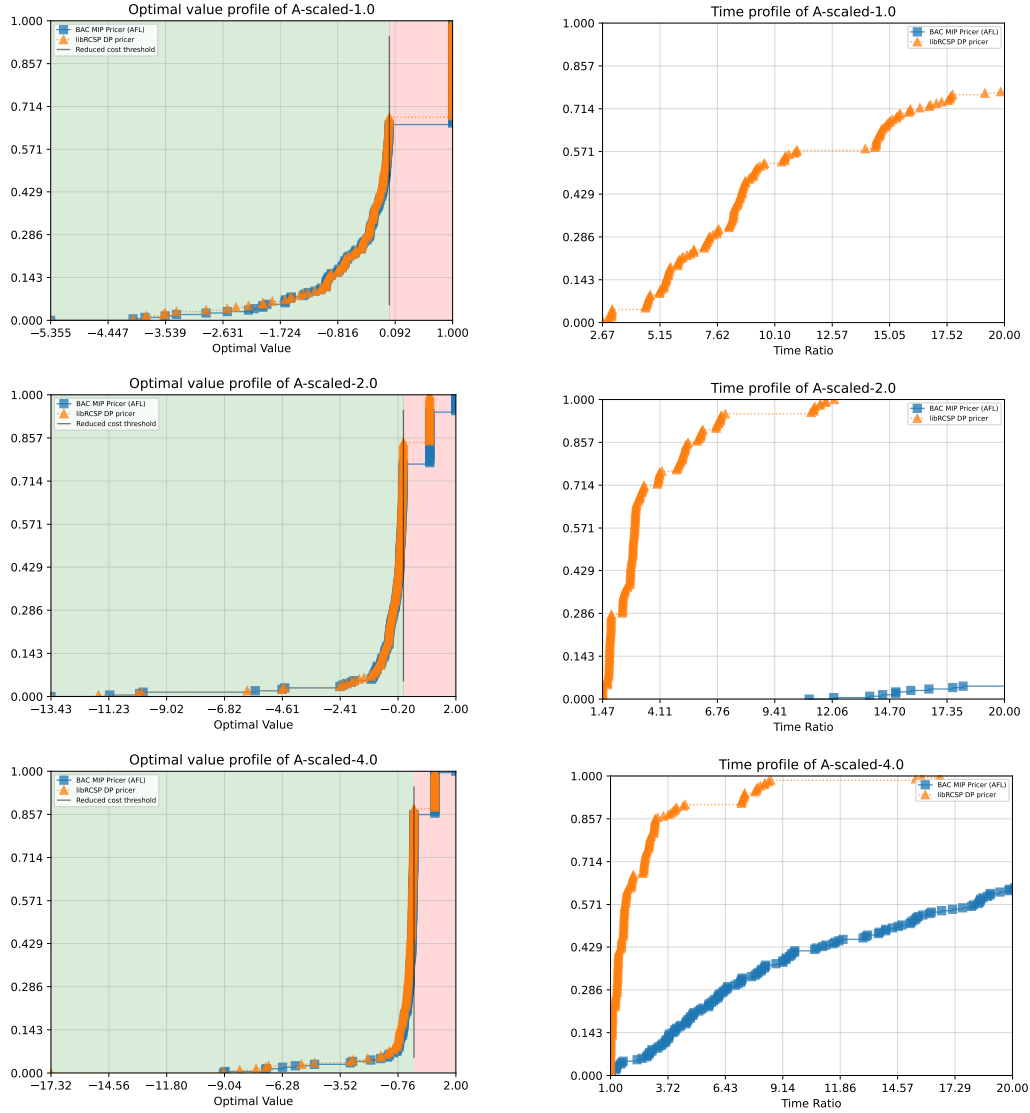 Optimal value profile of A-scaled-1.0
BAC MIP Pricer (AFL)
libRCSP DP pricer
Reduced cost threshold
1.000
0.857
0.714
0.571
0.429
0.286
0.143
0.000
−5.355 −4.447 −3.539 −2.631 −1.724 −0.816 0.092 1.000
Optimal Value
Time profile of A-scaled-1.0
BAC MIP Pricer (AFL)
libRCSP DP pricer
1.000
0.857
0.714
0.571
0.429
0.286
0.143
0.000
2.67 5.15 7.62 10.10 12.57 15.05 17.52 20.00
Time Ratio
Optimal value profile of A-scaled-2.0
BAC MIP Pricer (AFL)
libRCSP DP pricer
Reduced cost threshold
1.000
0.857
0.714
0.571
0.429
0.286
0.143
0.000
−13.43 −11.23 −9.02 −6.82 −4.61 −2.41 −0.20 2.00
Optimal Value
Time profile of A-scaled-2.0
BAC MIP Pricer (AFL)
libRCSP DP pricer
1.000
0.857
0.714
0.571
0.429
0.286
0.143
0.000
1.47 4.11 6.76 9.41 12.06 14.70 17.35 20.00
Time Ratio
Optimal value profile of A-scaled-4.0
BAC MIP Pricer (AFL)
libRCSP DP pricer
Reduced cost threshold
1.000
0.857
0.714
0.571
0.429
0.286
0.143
0.000
−17.32 −14.56 −11.80 −9.04 −6.28 −3.52 −0.76 2.00
Optimal Value
Time profile of A-scaled-4.0
BAC MIP Pricer (AFL)
libRCSP DP pricer
1.000
0.857
0.714
0.571
0.429
0.286
0.143
0.000
1.00 3.72 6.43 9.14 11.86 14.57 17.29 20.00
Time Ratio